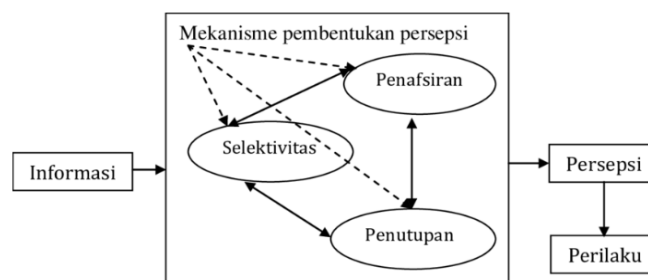 Mekanisme pembentukan persepsi
Penafsiran
Selektivitas
Informasi
Persepsi
Penutupan
Perilaku